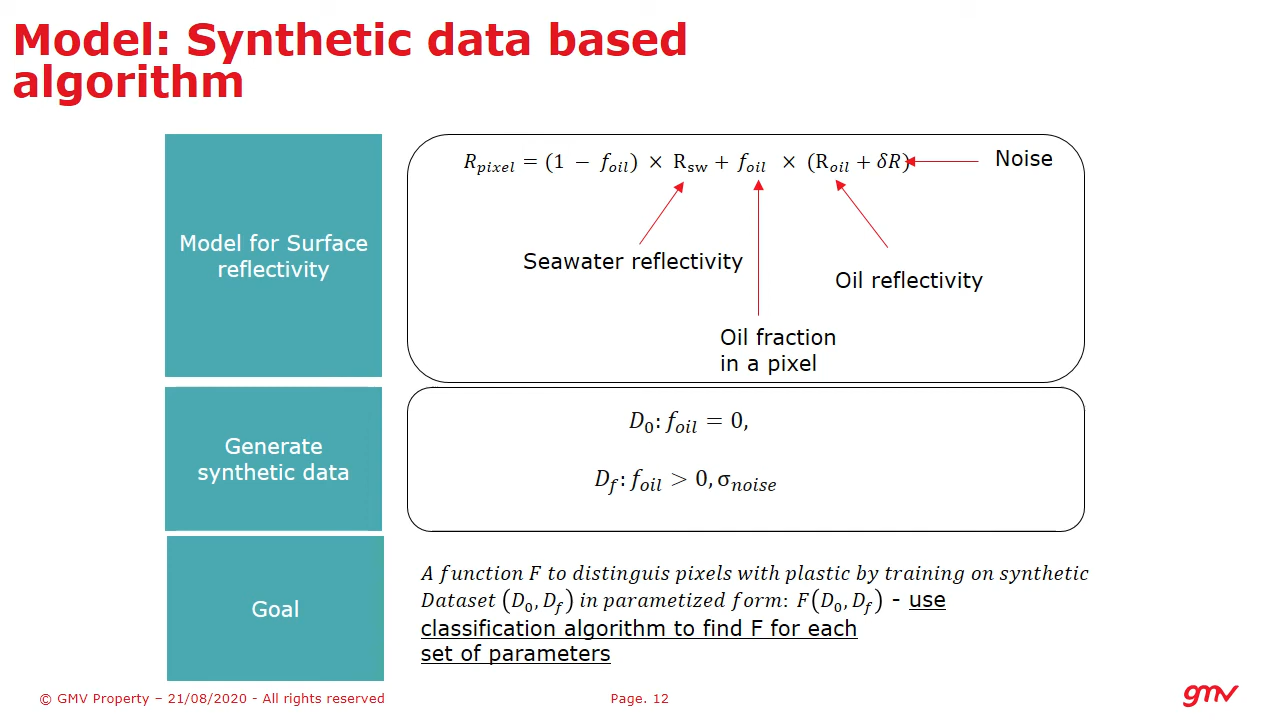 Model: Synthetic data based
algorithm
Model for Surface
reflectivity
R_pixel = (1 − f_oil) × R_sw + f_oil × (R_oil + δR)
Noise
Seawater reflectivity
Oil reflectivity
Oil fraction
in a pixel
Generate
synthetic data
D_0: f_oil = 0,
D_f: f_oil > 0, σ_noise
Goal
A function F to distinguis pixels with plastic by training on synthetic
Dataset (D_0, D_f) in parametized form: F(D_0, D_f) - use
classification algorithm to find F for each
set of parameters
© GMV Property – 21/08/2020 - All rights reserved
Page. 12
gmv